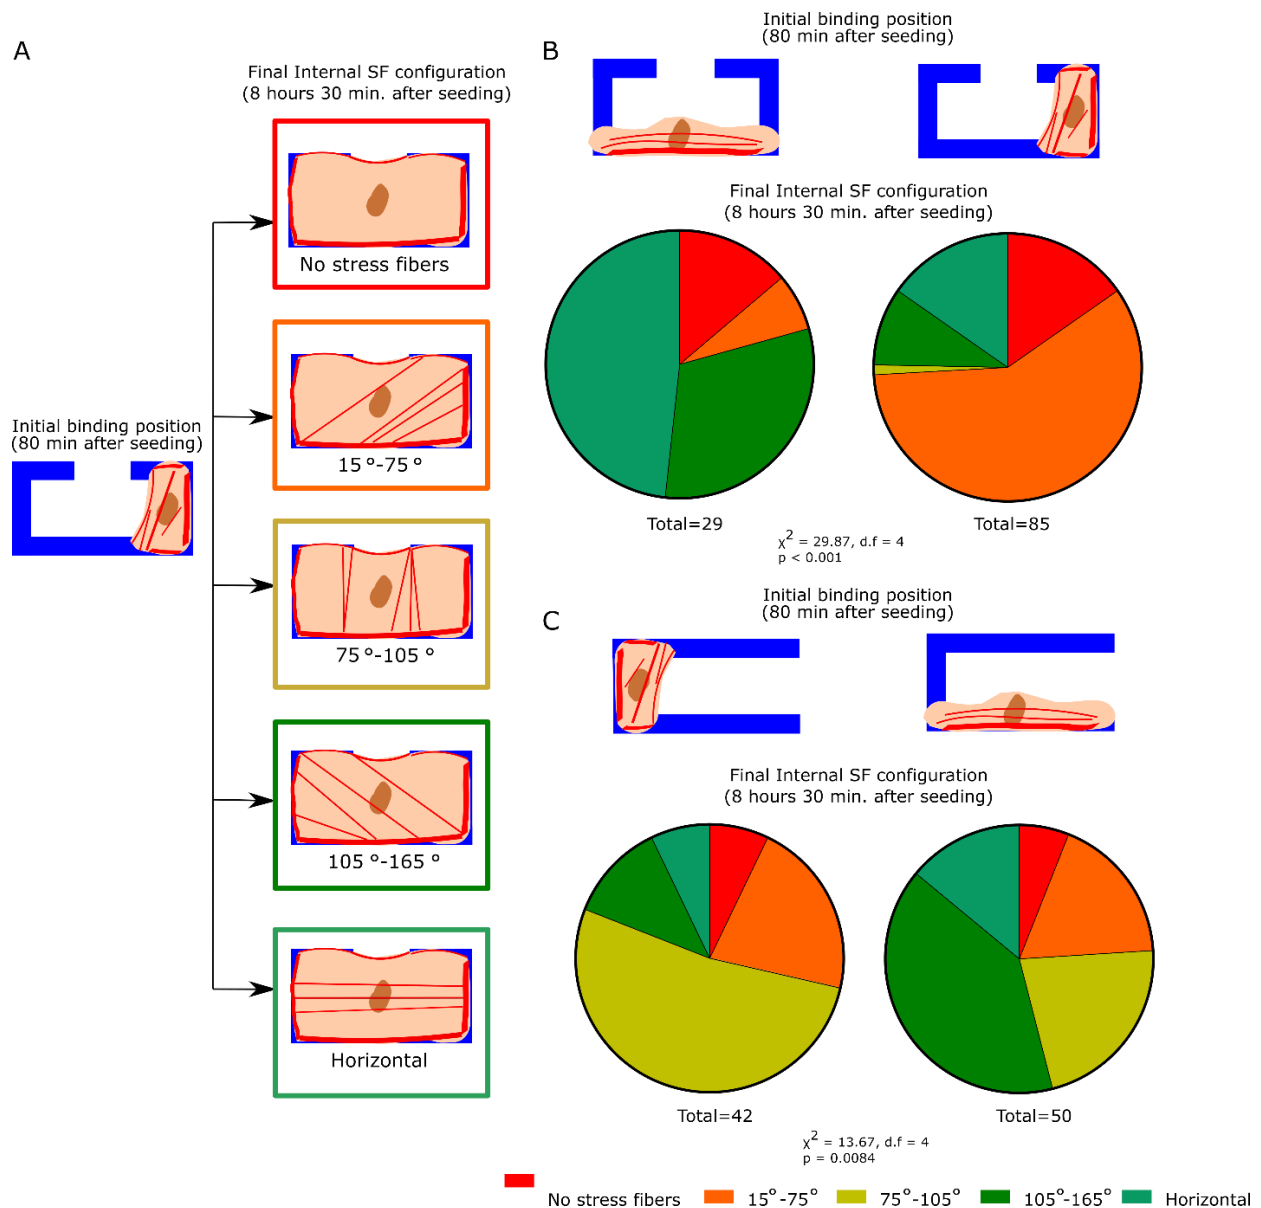 A
Final Internal SF configuration
(8 hours 30 min. after seeding)
No stress fibers
15°-75°
Initial binding position
(80 min after seeding)
75°-105°
105°-165°
Horizontal
B
Initial binding position
(80 min after seeding)
Final Internal SF configuration
(8 hours 30 min. after seeding)
Total=29
Total=85
χ² = 29.87, d.f = 4
p < 0.001
C
Initial binding position
(80 min after seeding)
Final Internal SF configuration
(8 hours 30 min. after seeding)
Total=42
Total=50
χ² = 13.67, d.f = 4
p = 0.0084
No stress fibers
15°-75°
75°-105°
105°-165°
Horizontal